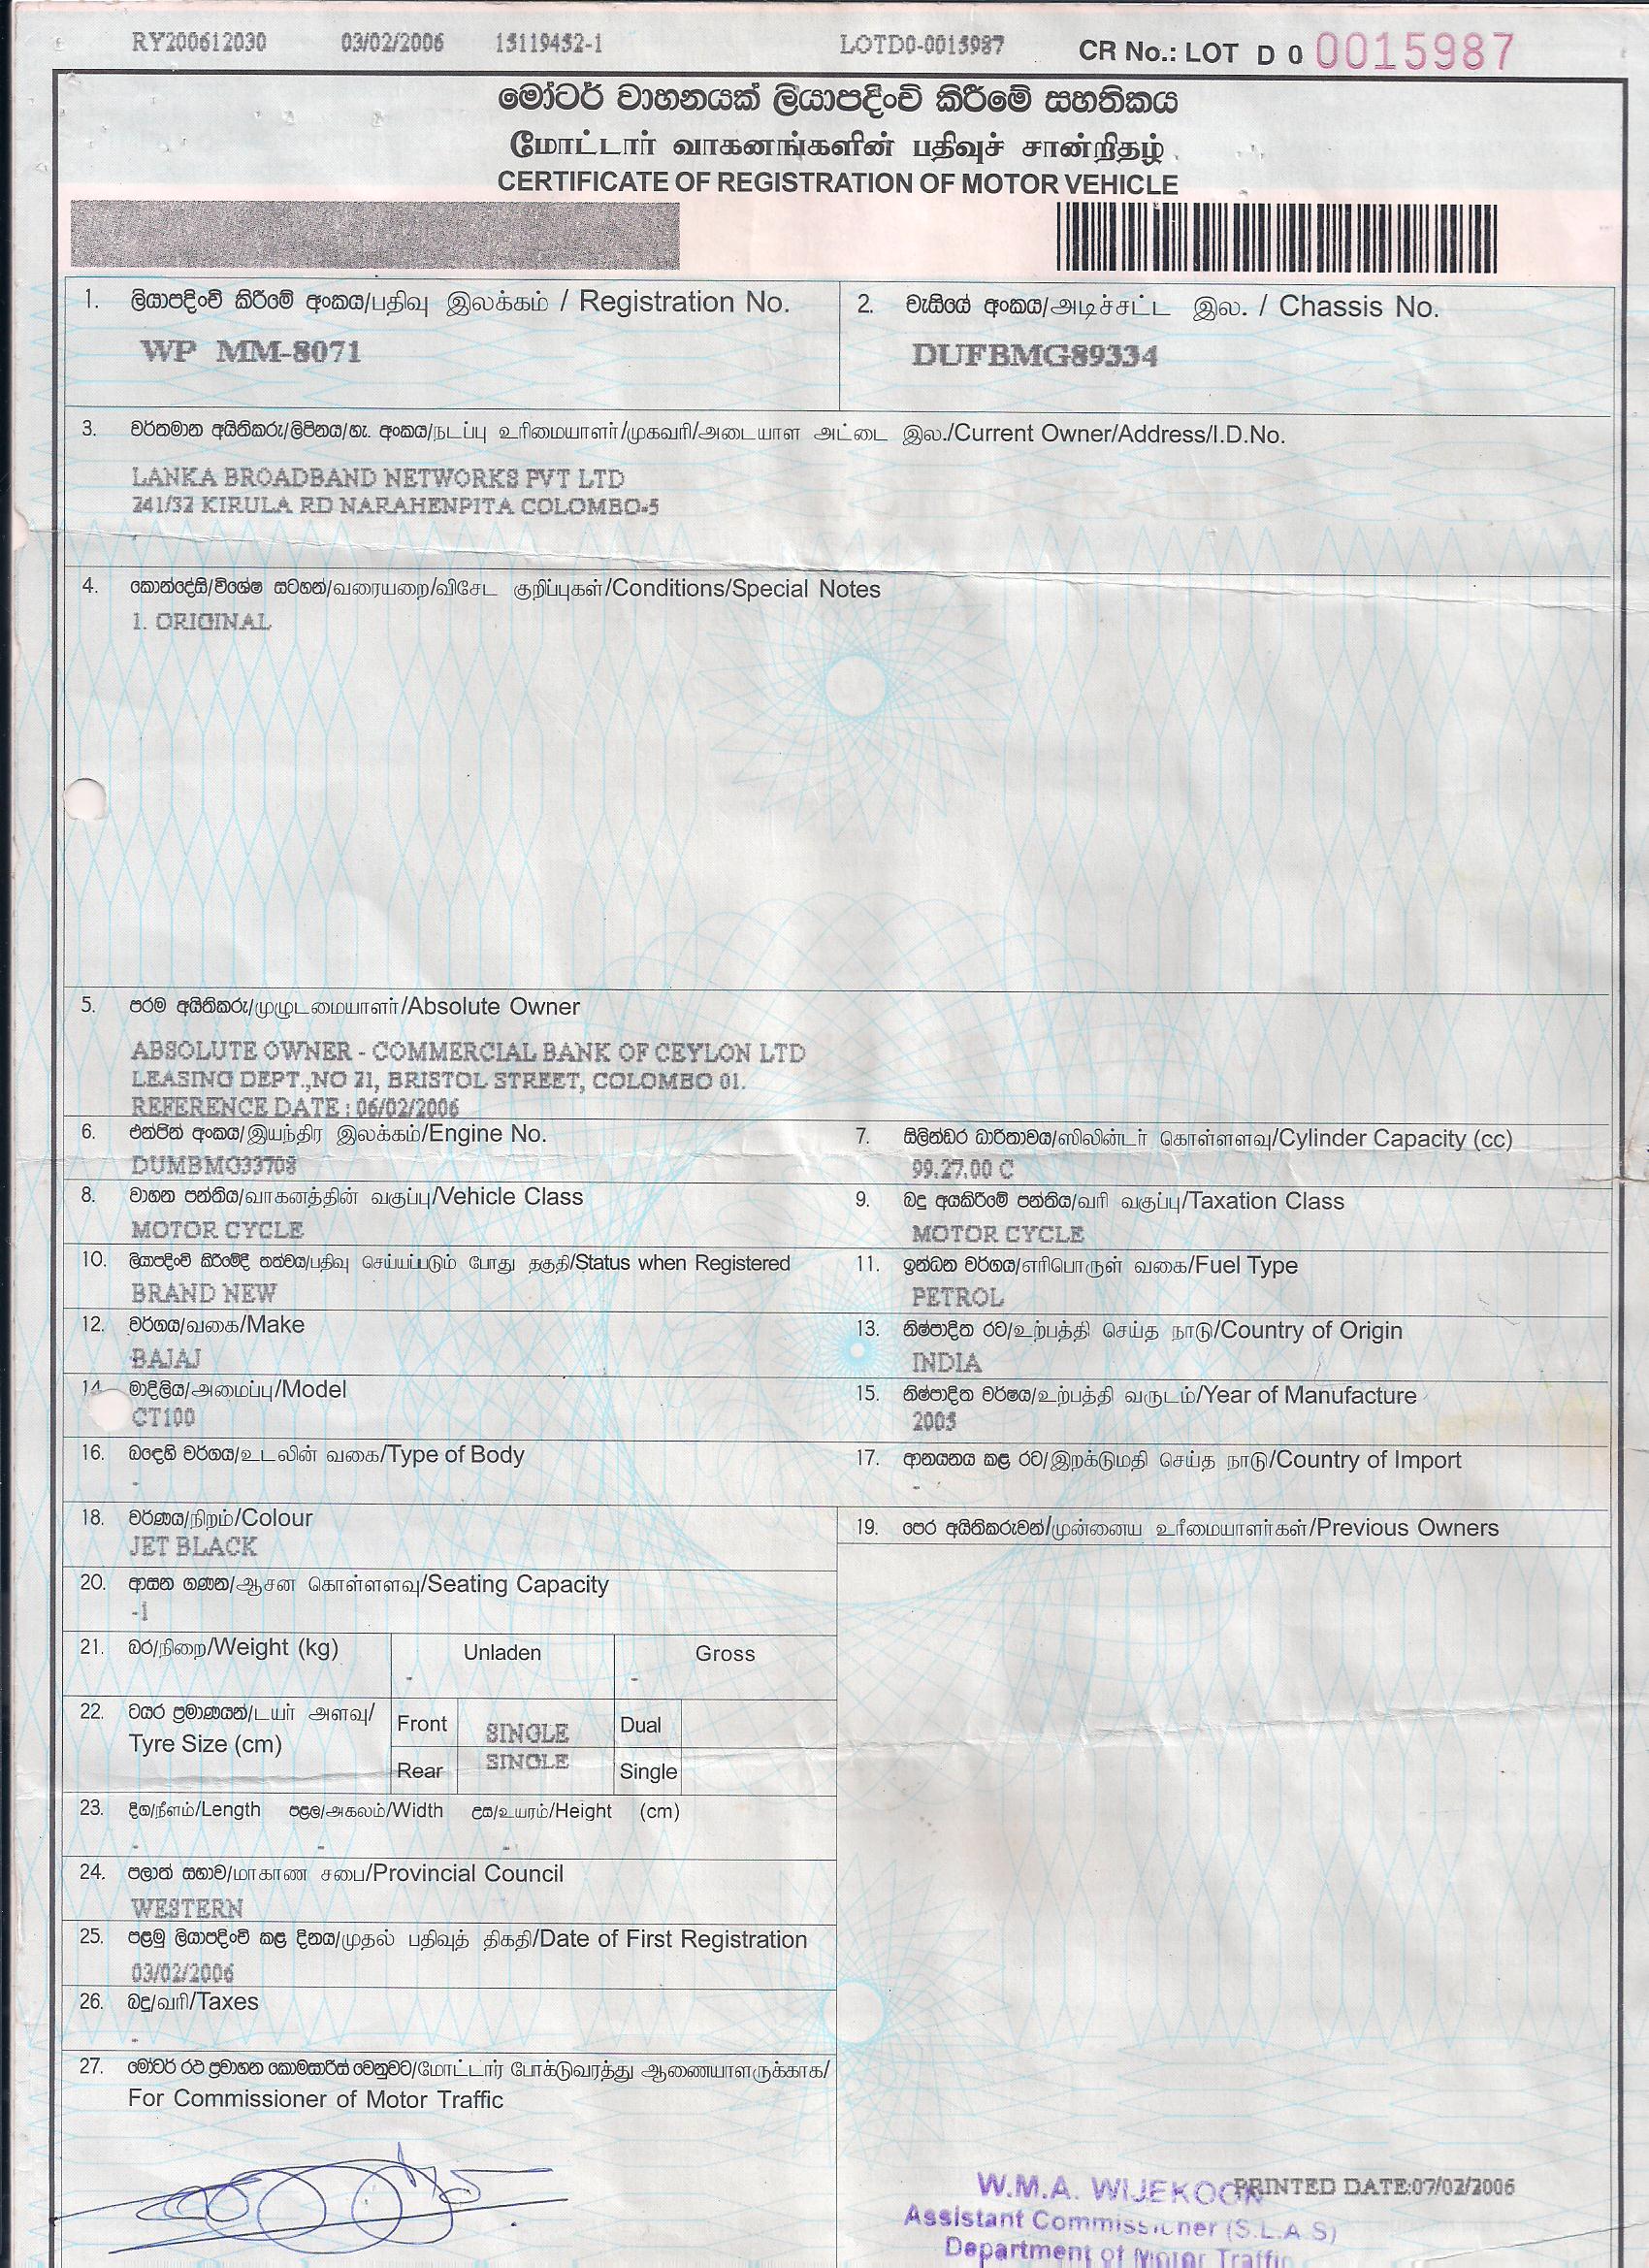 RY200612030 03/02/2006 15119452-1 LOTD0-0015987 CR No.: LOT D 0 0015987
මෝටර් වාහනයක් ලියාපදිංචි කිරීමේ සහතිකය
மோட்டார் வாகனங்களின் பதிவுச் சான்றிதழ்
CERTIFICATE OF REGISTRATION OF MOTOR VEHICLE
1. ලියාපදිංචි කිරීමේ අංකය/பதிவு இலக்கம் / Registration No.
WP MM-8071
2. චැසියේ අංකය/அடிச்சட்ட இல. / Chassis No.
DUFBMG89334
3. වර්තමාන අයිතිකරු/ලිපිනය/හැ. අංකය/நடப்பு உரிமையாளர்/முகவரி/அடையாள அட்டை இல./Current Owner/Address/I.D.No.
LANKA BROADBAND NETWORKS PVT LTD
241/32 KIRULA RD NARAHENPITA COLOMBO-5
4. කොන්දේසි/විශේෂ සටහන්/வரையறை/விசேட குறிப்புகள்/Conditions/Special Notes
1. ORIGINAL
5. පරම අයිතිකරු/முழுடமையாளர்/Absolute Owner
ABSOLUTE OWNER - COMMERCIAL BANK OF CEYLON LTD
LEASING DEPT.,NO 21, BRISTOL STREET, COLOMBO 01.
REFERENCE DATE : 06/02/2006
6. එන්ජින් අංකය/இயந்திர இலக்கம்/Engine No.
DUMBMG33708
7. සිලින්ඩර ධාරිතාවය/ஸிலின்டர் கொள்ளளவு/Cylinder Capacity (cc)
99.27.00 C
8. වාහන පන්තිය/வாகனத்தின் வகுப்பு/Vehicle Class
MOTOR CYCLE
9. බදු අයකිරීමේ පන්තිය/வரி வகுப்பு/Taxation Class
MOTOR CYCLE
10. ලියාපදිංචි කිරීමේදී තත්වය/பதிவு செய்யப்படும் போது தகுதி/Status when Registered
BRAND NEW
11. ඉන්ධන වර්ගය/எரிபொருள் வகை/Fuel Type
PETROL
12. වර්ගය/வகை/Make
BAJAJ
13. නිෂ්පාදිත රට/உற்பத்தி செய்த நாடு/Country of Origin
INDIA
14 මාදිලිය/அமைப்பு/Model
CT100
15. නිෂ්පාදිත වර්ෂය/உற்பத்தி வருடம்/Year of Manufacture
2005
16. බඳෙහි වර්ගය/உடலின் வகை/Type of Body
-
17. ආනයනය කළ රට/இறக்குமதி செய்த நாடு/Country of Import
-
18. වර්ණය/நிறம்/Colour
JET BLACK
19. පෙර අයිතිකරුවන්/முன்னைய உரிமையாளர்கள்/Previous Owners
20. ආසන ගණන/ஆசன கொள்ளளவு/Seating Capacity
-1
21. බර/நிறை/Weight (kg) Unladen Gross
- -
22. ටයර ප්‍රමාණයන්/டயர் அளவு/
Tyre Size (cm)
Front SINGLE Dual
Rear SINGLE Single
23. දිග/நீளம்/Length පළල/அகலம்/Width උස/உயரம்/Height (cm)
- - -
24. පලාත් සභාව/மாகாண சபை/Provincial Council
WESTERN
25. පළමු ලියාපදිංචි කළ දිනය/முதல் பதிவுத் திகதி/Date of First Registration
03/02/2006
26. බදු/வரி/Taxes
-
27. මෝටර් රථ ප්‍රවාහන කොමසාරිස් වෙනුවට/மோட்டார் போக்குவரத்து ஆணையாளருக்காக/
For Commissioner of Motor Traffic
W.M.A. WIJEKOON PRINTED DATE:07/02/2006
Assistant Commissioner (S.L.A.S)
Department of Motor Traffic